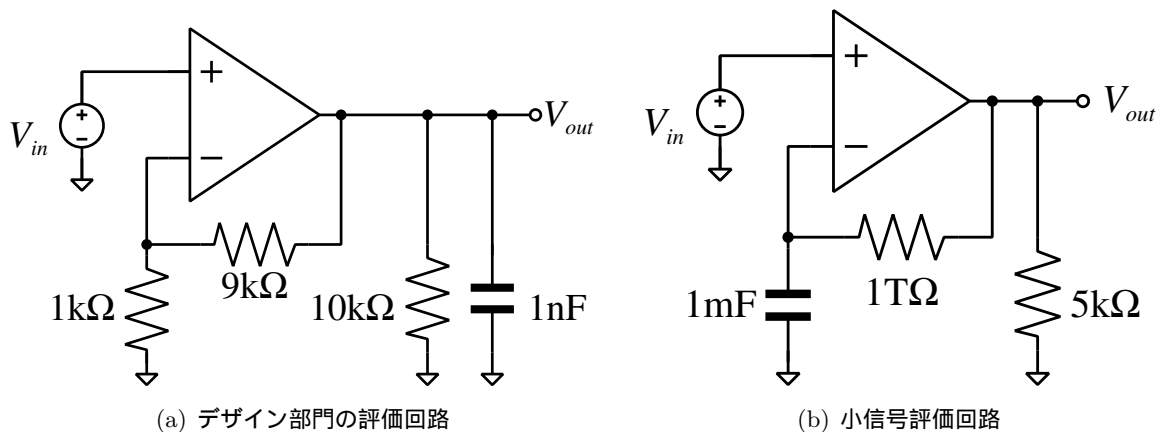 +
−
+
−
V_in
V_out
9kΩ
1kΩ
10kΩ
1nF
(a) デザイン部門の評価回路
+
−
+
−
V_in
V_out
1TΩ
1mF
5kΩ
(b) 小信号評価回路